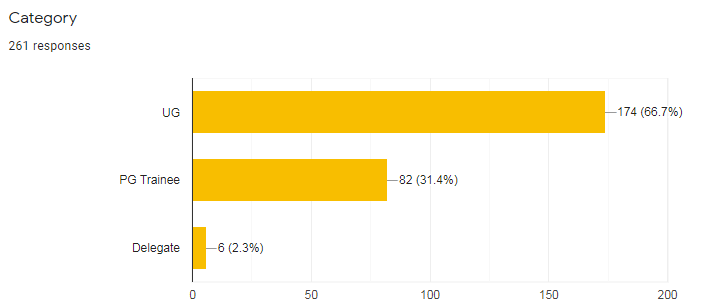 Category
261 responses
UG
174 (66.7%)
PG Trainee
82 (31.4%)
Delegate
6 (2.3%)
0 50 100 150 200